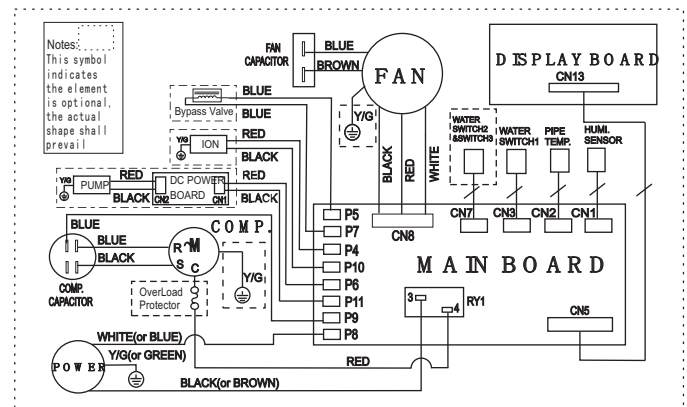 Notes:
This symbol
indicates
the element
is optional,
the actual
shape shall
prevail
FAN
CAPACITOR
BLUE
BROWN
FAN
Y/G
BLACK
RED
WHITE
DISPLAY BOARD
CN13
BLUE
Bypass Valve
BLUE
RED
ION
BLACK
Y/G
PUMP
RED
BLACK
CN2
DC POWER
BOARD
CN1
RED
BLACK
WATER
SWITCH2
&SWITCH3
WATER
SWITCH1
PIPE
TEMP.
HUMI.
SENSOR
CN7
CN3
CN2
CN1
P5
P7
P4
P10
P6
P11
P9
P8
CN8
MAIN BOARD
3
4
RY1
CN5
BLUE
BLUE
BLACK
COMP.
CAPACITOR
COMP.
R
M
S
C
Y/G
OverLoad
Protector
WHITE(or BLUE)
Y/G(or GREEN)
POWER
RED
BLACK(or BROWN)